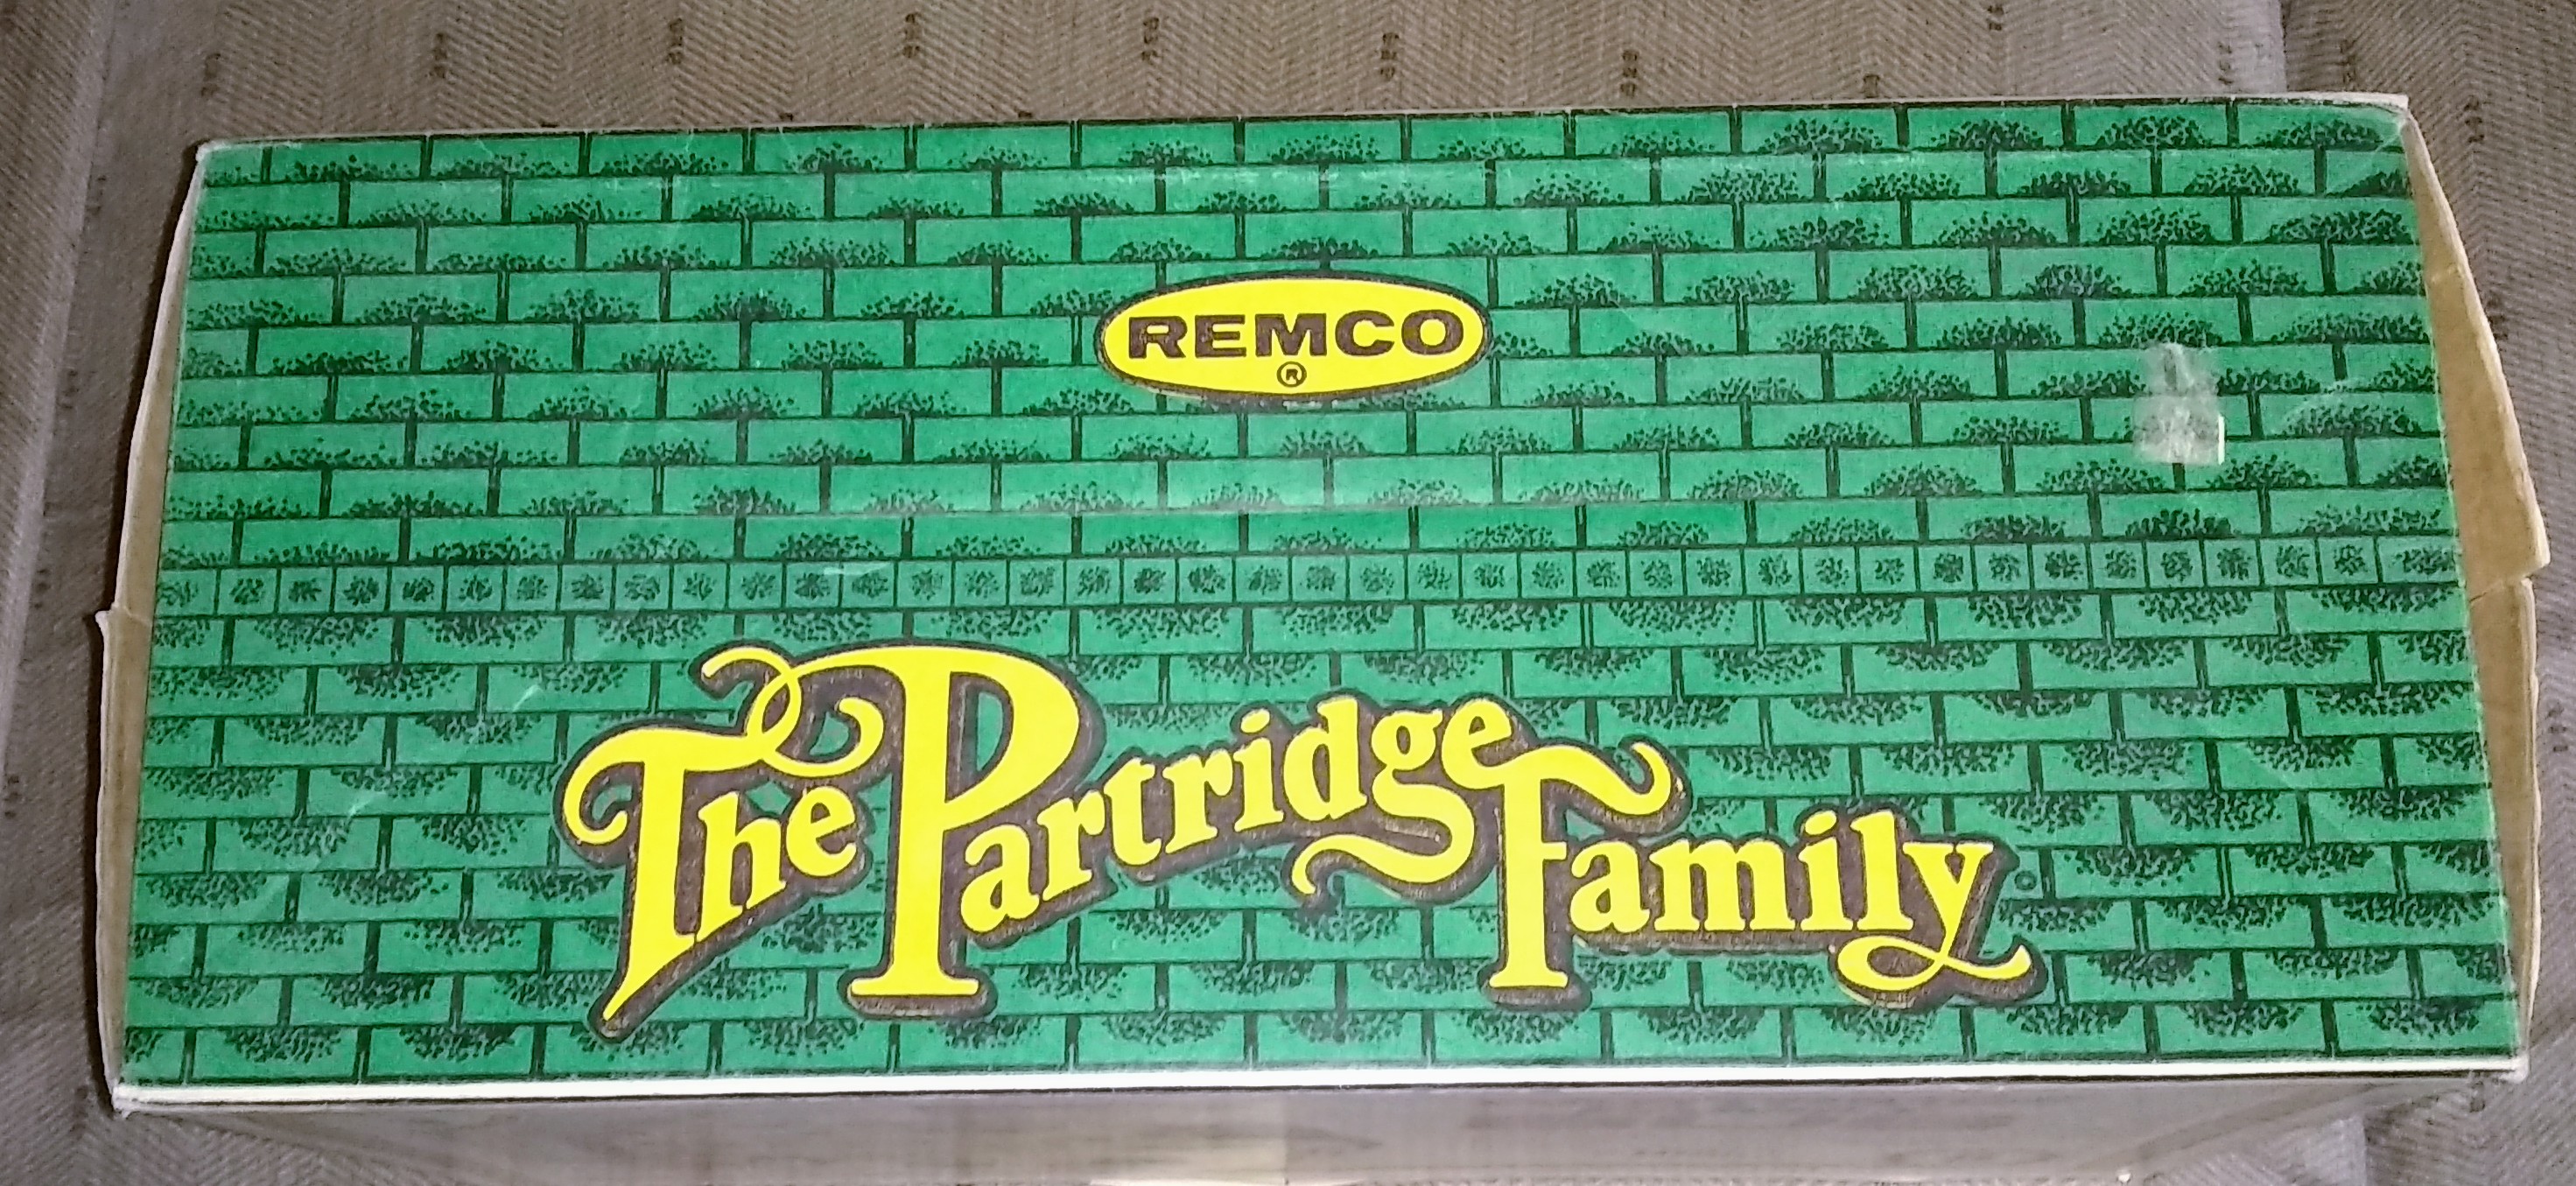 REMCO
®
The Partridge Family